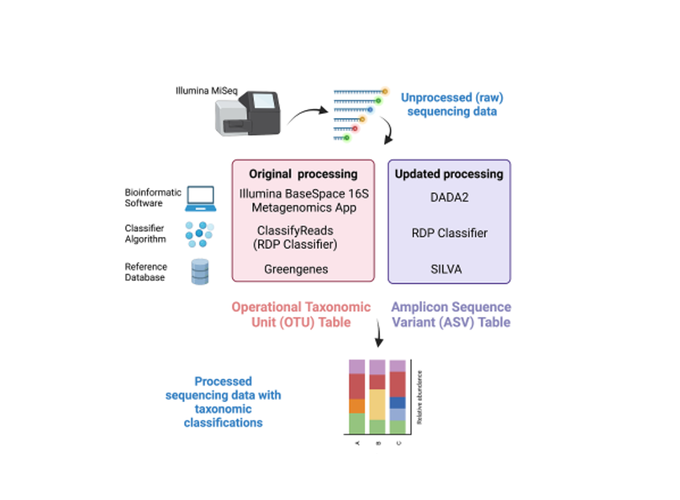 Illumina MiSeq
Unprocessed (raw)
sequencing data
Original processing
Illumina BaseSpace 16S
Metagenomics App
ClassifyReads
(RDP Classifier)
Greengenes
Updated processing
DADA2
RDP Classifier
SILVA
Bioinformatic
Software
Classifier
Algorithm
Reference
Database
Operational Taxonomic
Unit (OTU) Table
Amplicon Sequence
Variant (ASV) Table
Processed
sequencing data with
taxonomic
classifications
Relative abundance
A
B
C